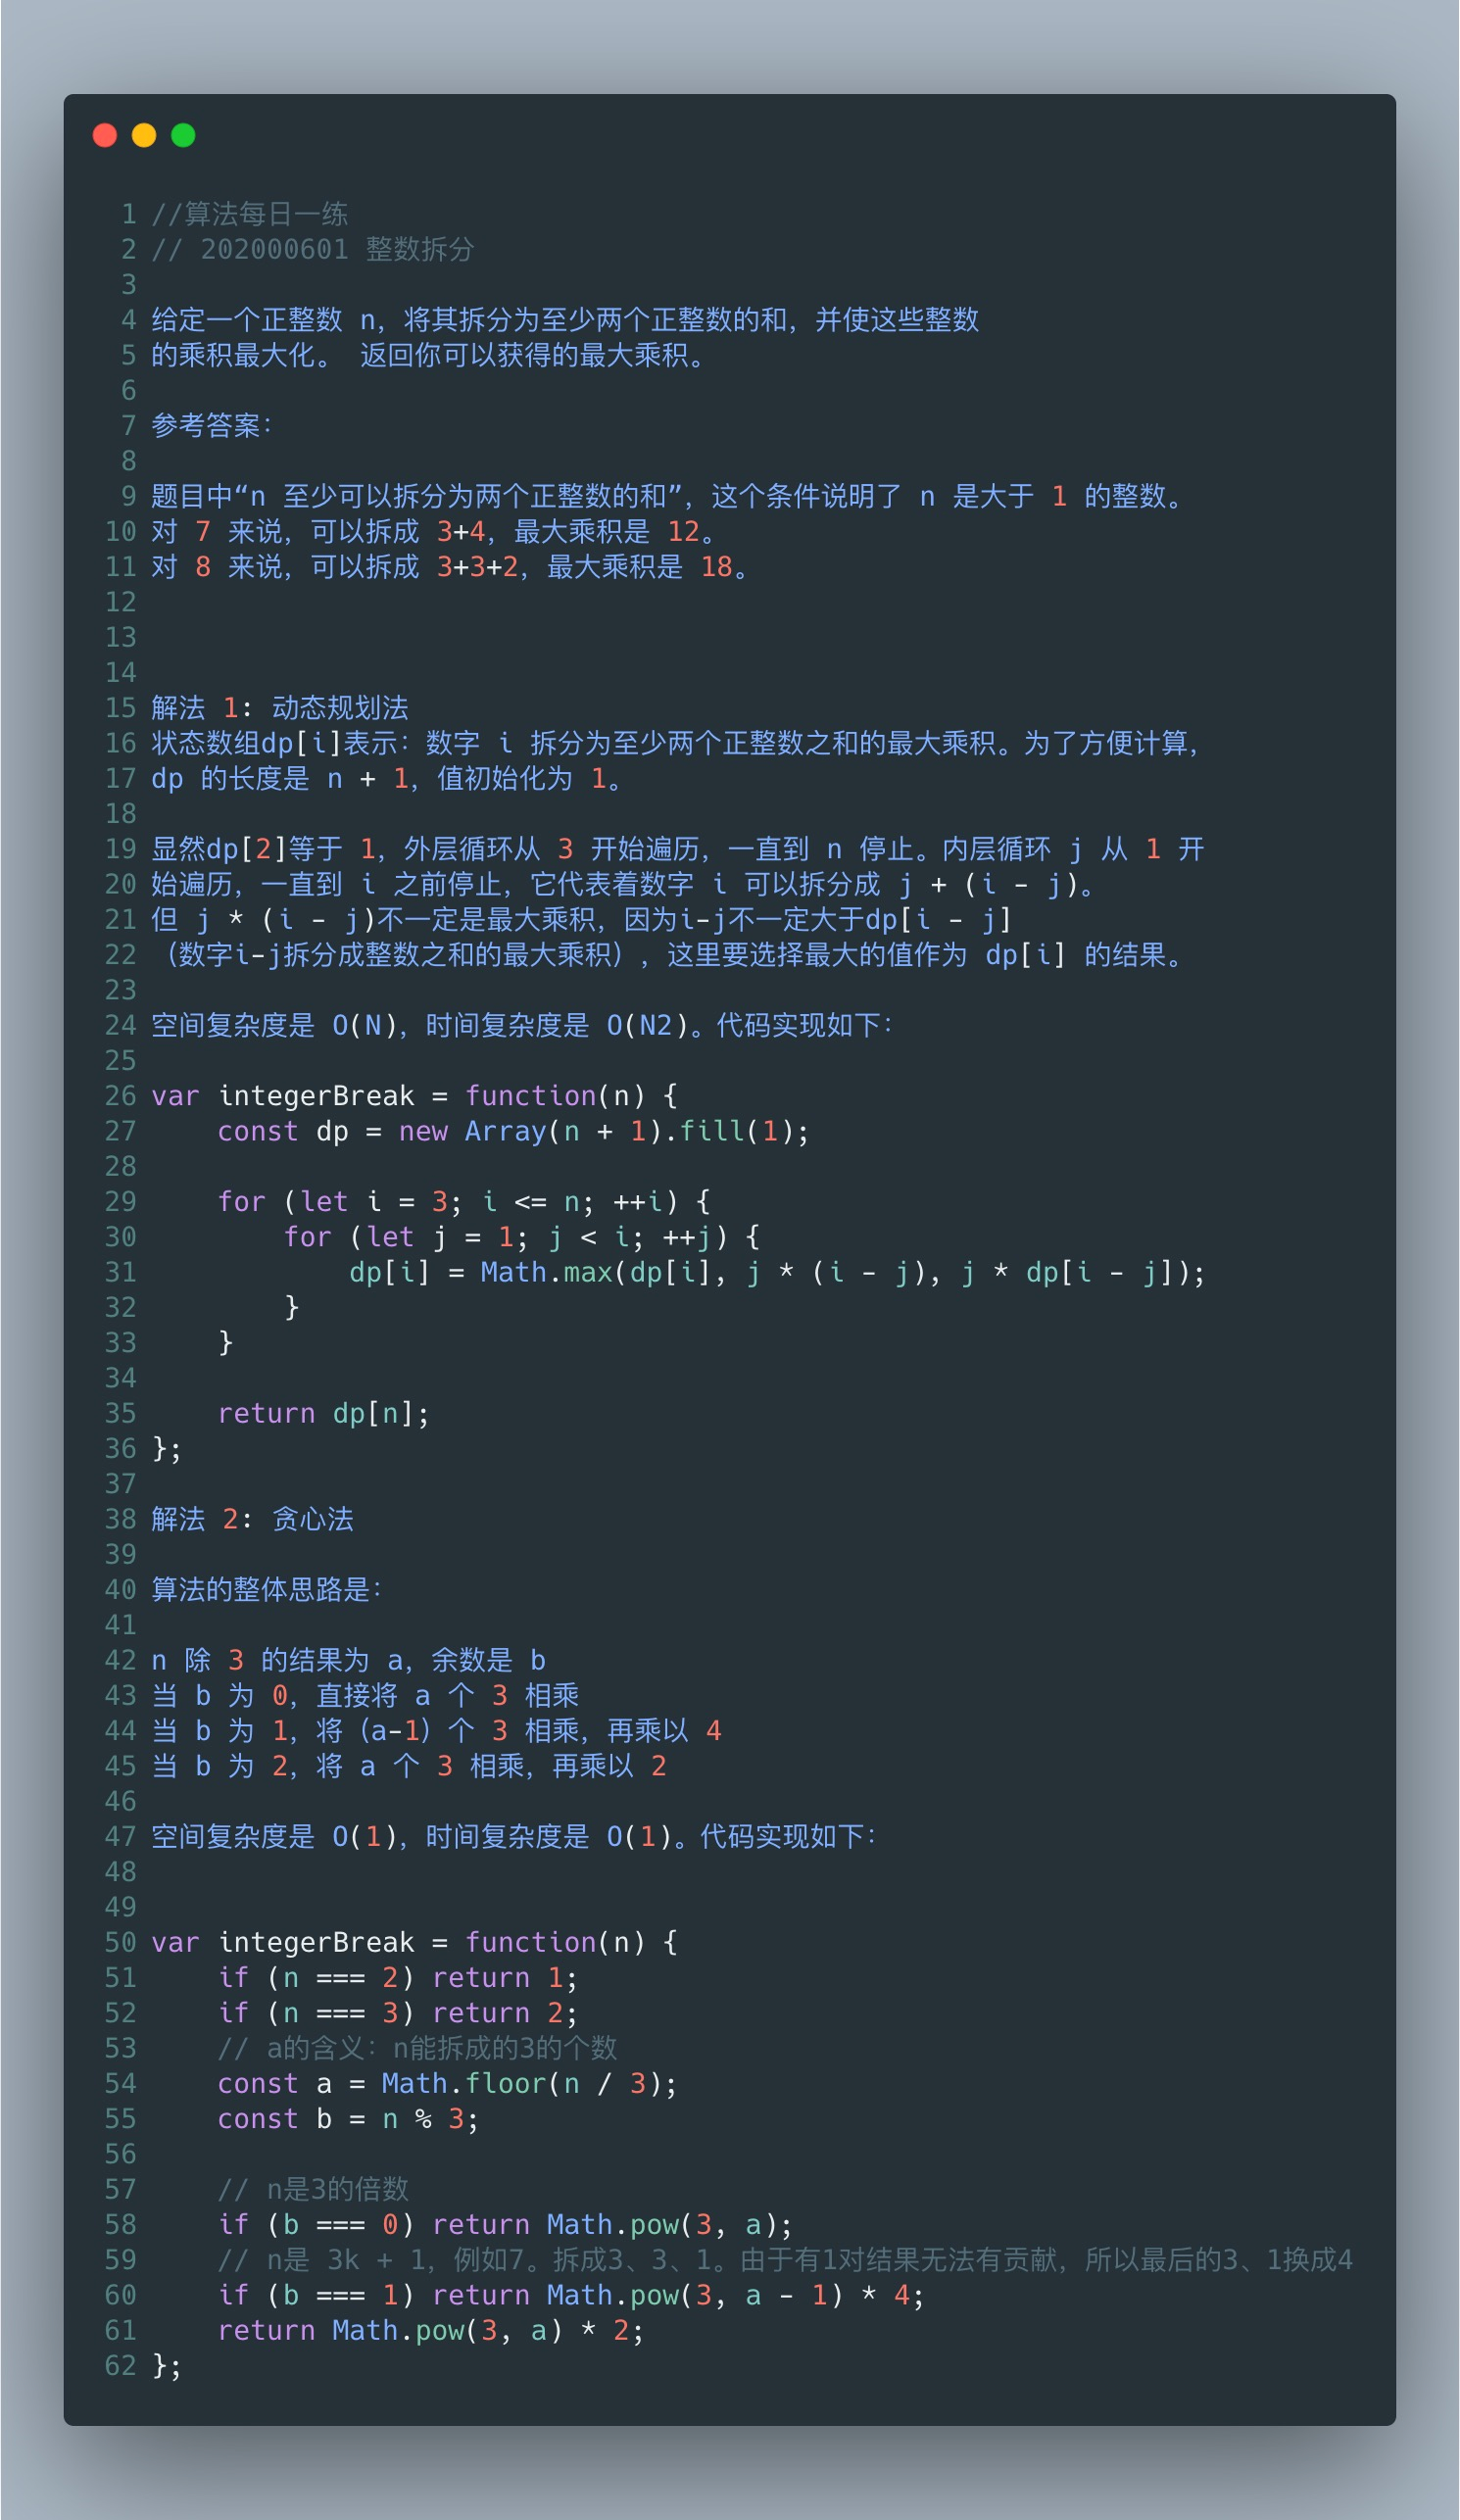 1 //算法每日一练
2 // 202000601 整数拆分
3
4 给定一个正整数 n，将其拆分为至少两个正整数的和，并使这些整数
5 的乘积最大化。 返回你可以获得的最大乘积。
6
7 参考答案：
8
9 题目中“n 至少可以拆分为两个正整数的和”，这个条件说明了 n 是大于 1 的整数。
10 对 7 来说，可以拆成 3+4，最大乘积是 12。
11 对 8 来说，可以拆成 3+3+2，最大乘积是 18。
12
13
14
15 解法 1: 动态规划法
16 状态数组dp[i]表示：数字 i 拆分为至少两个正整数之和的最大乘积。为了方便计算，
17 dp 的长度是 n + 1，值初始化为 1。
18
19 显然dp[2]等于 1，外层循环从 3 开始遍历，一直到 n 停止。内层循环 j 从 1 开
20 始遍历，一直到 i 之前停止，它代表着数字 i 可以拆分成 j + (i - j)。
21 但 j * (i - j)不一定是最大乘积，因为i-j不一定大于dp[i - j]
22 （数字i-j拆分成整数之和的最大乘积），这里要选择最大的值作为 dp[i] 的结果。
23
24 空间复杂度是 O(N)，时间复杂度是 O(N2)。代码实现如下：
25
26 var integerBreak = function(n) {
27     const dp = new Array(n + 1).fill(1);
28
29     for (let i = 3; i <= n; ++i) {
30         for (let j = 1; j < i; ++j) {
31             dp[i] = Math.max(dp[i], j * (i - j), j * dp[i - j]);
32         }
33     }
34
35     return dp[n];
36 };
37
38 解法 2: 贪心法
39
40 算法的整体思路是：
41
42 n 除 3 的结果为 a，余数是 b
43 当 b 为 0，直接将 a 个 3 相乘
44 当 b 为 1，将（a-1）个 3 相乘，再乘以 4
45 当 b 为 2，将 a 个 3 相乘，再乘以 2
46
47 空间复杂度是 O(1)，时间复杂度是 O(1)。代码实现如下：
48
49
50 var integerBreak = function(n) {
51     if (n === 2) return 1;
52     if (n === 3) return 2;
53     // a的含义：n能拆成的3的个数
54     const a = Math.floor(n / 3);
55     const b = n % 3;
56
57     // n是3的倍数
58     if (b === 0) return Math.pow(3, a);
59     // n是 3k + 1，例如7。拆成3、3、1。由于有1对结果无法有贡献，所以最后的3、1换成4
60     if (b === 1) return Math.pow(3, a - 1) * 4;
61     return Math.pow(3, a) * 2;
62 };